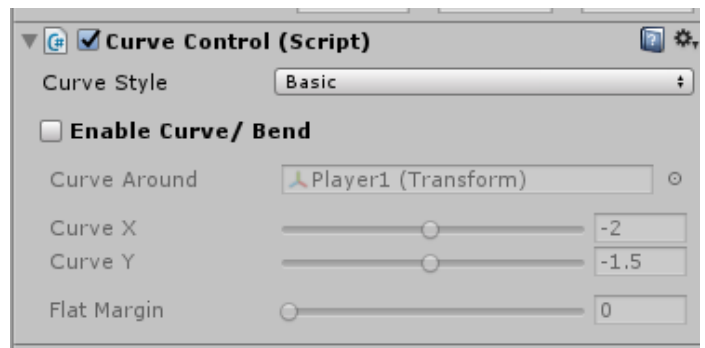 Curve Control (Script)
Curve Style Basic
Enable Curve/ Bend
Curve Around Player1 (Transform)
Curve X -2
Curve Y -1.5
Flat Margin 0